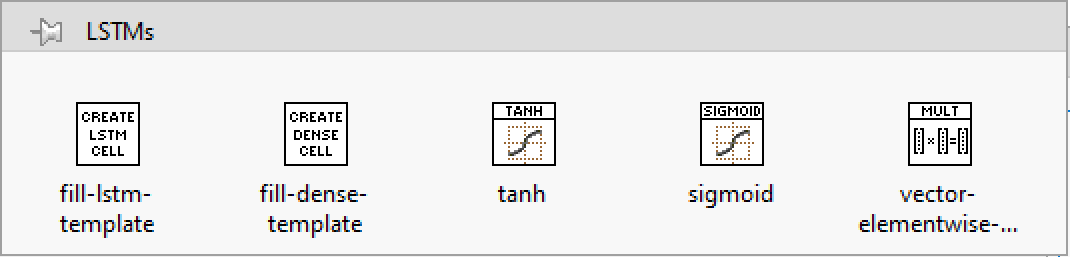 LSTMs
CREATE
LSTM
CELL
CREATE
DENSE
CELL
TANH
SIGMOID
MULT
[]×[]=[]
fill-lstm-
template
fill-dense-
template
tanh
sigmoid
vector-
elementwise-...